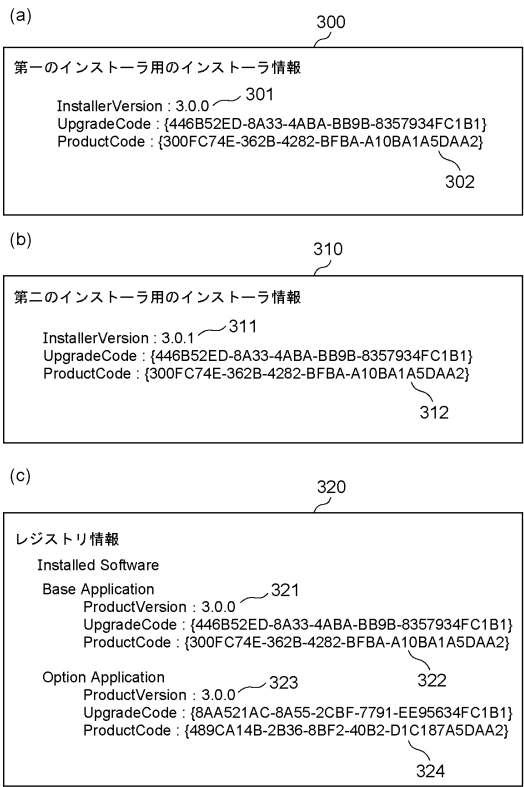 (a)
300
第一のインストーラ用のインストーラ情報
InstallerVersion : 3.0.0 301
UpgradeCode : {446B52ED-8A33-4ABA-BB9B-8357934FC1B1}
ProductCode : {300FC74E-362B-4282-BFBA-A10BA1A5DAA2}
302
(b)
310
第二のインストーラ用のインストーラ情報
InstallerVersion : 3.0.1 311
UpgradeCode : {446B52ED-8A33-4ABA-BB9B-8357934FC1B1}
ProductCode : {300FC74E-362B-4282-BFBA-A10BA1A5DAA2}
312
(c)
320
レジストリ情報
Installed Software
Base Application
ProductVersion : 3.0.0 321
UpgradeCode : {446B52ED-8A33-4ABA-BB9B-8357934FC1B1}
ProductCode : {300FC74E-362B-4282-BFBA-A10BA1A5DAA2}
322
Option Application
ProductVersion : 3.0.0 323
UpgradeCode : {8AA521AC-8A55-2CBF-7791-EE95634FC1B1}
ProductCode : {489CA14B-2B36-8BF2-40B2-D1C187A5DAA2}
324